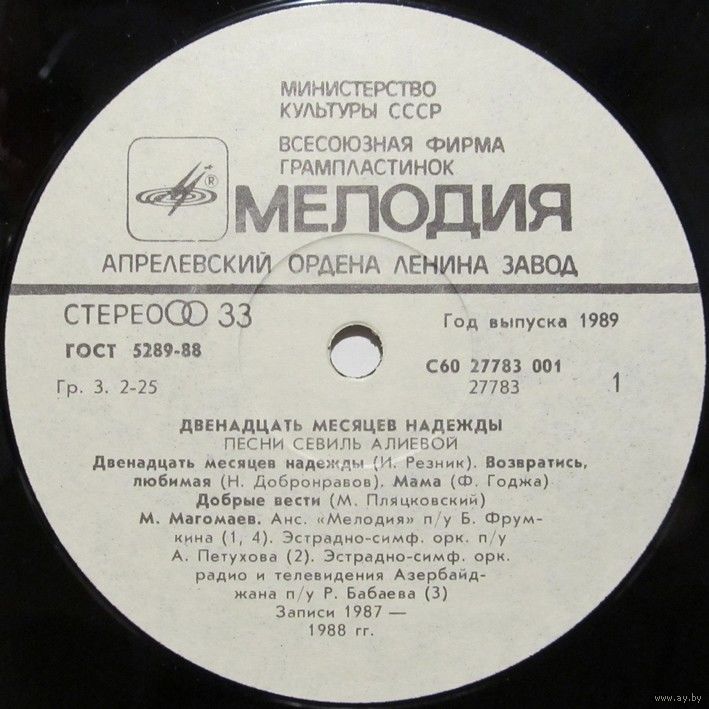 МИНИСТЕРСТВО
КУЛЬТУРЫ СССР
ВСЕСОЮЗНАЯ ФИРМА
ГРАМПЛАСТИНОК
®
МЕЛОДИЯ
АПРЕЛЕВСКИЙ ОРДЕНА ЛЕНИНА ЗАВОД
СТЕРЕО 33
Год выпуска 1989
ГОСТ 5289-88
С60 27783 001
Гр. 3. 2-25
27783 1
ДВЕНАДЦАТЬ МЕСЯЦЕВ НАДЕЖДЫ
ПЕСНИ СЕВИЛЬ АЛИЕВОЙ
Двенадцать месяцев надежды (И. Резник). Возвратись,
любимая (Н. Добронравов). Мама (Ф. Годжа)
Добрые вести (М. Пляцковский)
М. Магомаев. Анс. «Мелодия» п/у Б. Фрум-
кина (1, 4). Эстрадно-симф. орк. п/у
А. Петухова (2). Эстрадно-симф. орк.
радио и телевидения Азербайд-
жана п/у Р. Бабаева (3)
Записи 1987 —
1988 гг.
www.ay.by